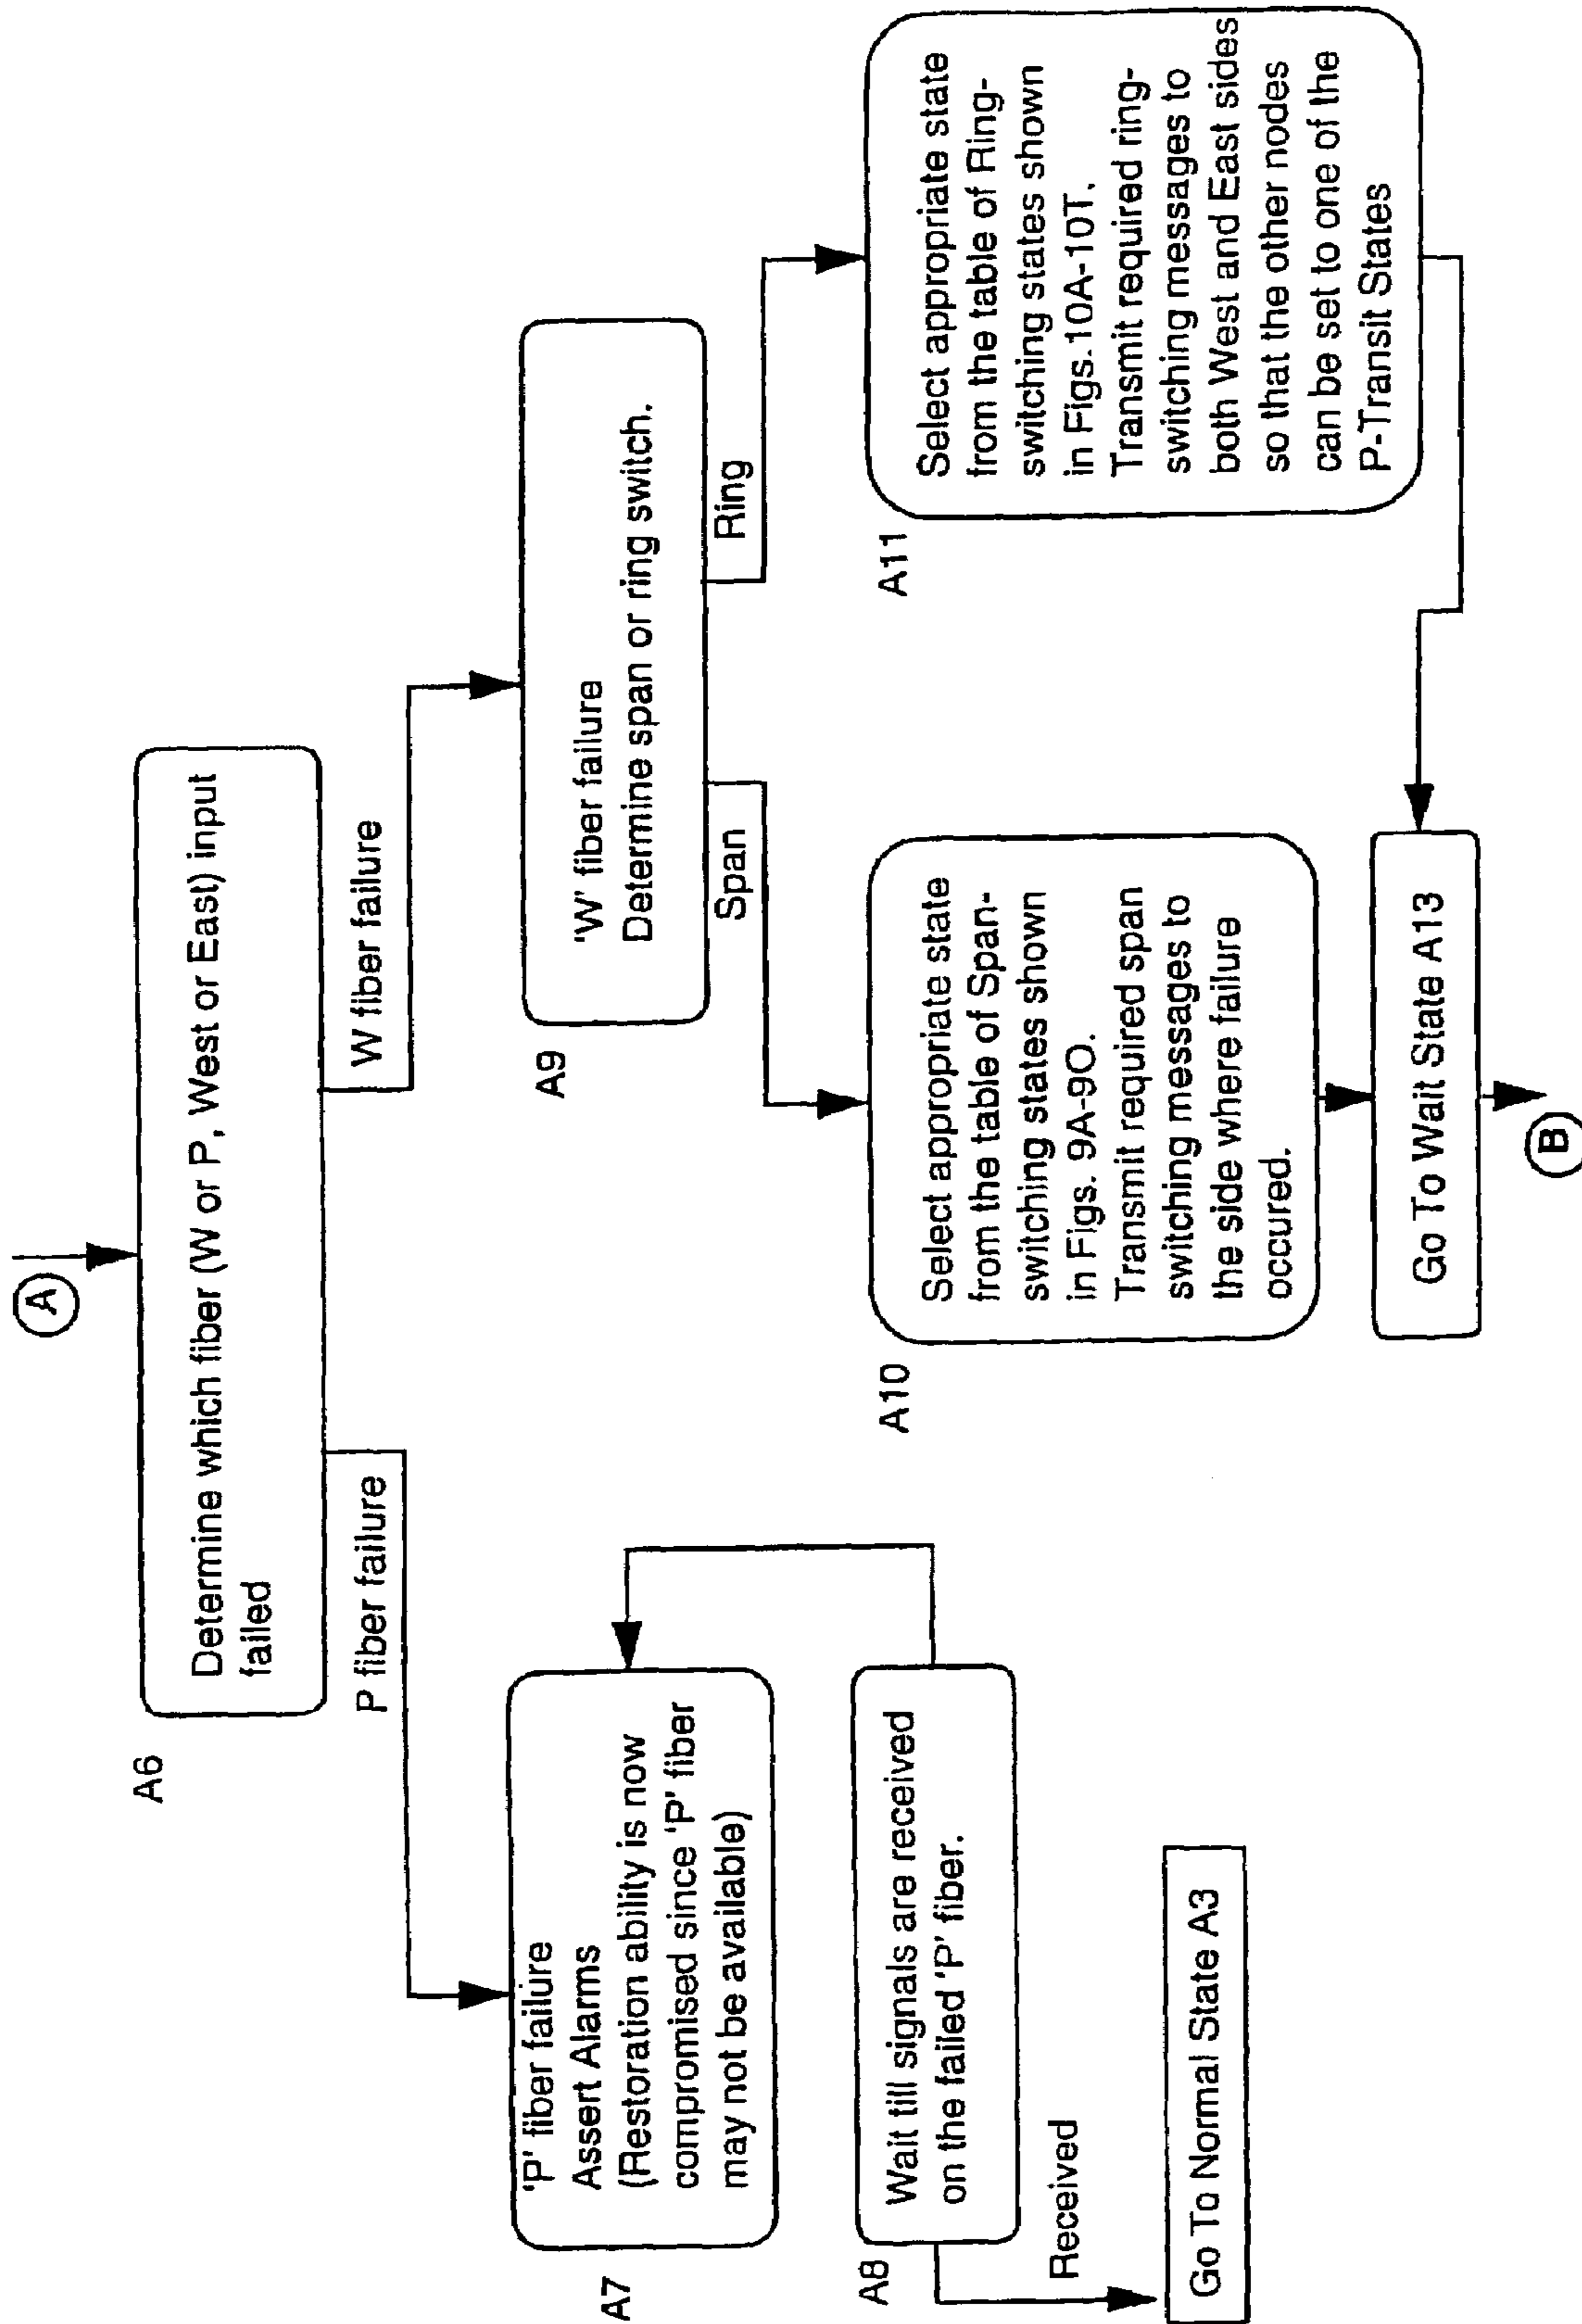 A
A6
Determine which fiber (W or P, West or East) input
failed
P fiber failure
W fiber failure
A7
'P' fiber failure
Assert Alarms
(Restoration ability is now
compromised since 'P' fiber
may not be available)
A8
Wait till signals are received
on the failed 'P' fiber.
Received
Go To Normal State A3
A9
'W' fiber failure
Determine span or ring switch.
Span
Ring
A10
Select appropriate state
from the table of Span-
switching states shown
in Figs. 9A-9O.
Transmit required span
switching messages to
the side where failure
occured.
A11
Select appropriate state
from the table of Ring-
switching states shown
in Figs.10A-10T.
Transmit required ring-
switching messages to
both West and East sides
so that the other nodes
can be set to one of the
P-Transit States
Go To Wait State A13
B